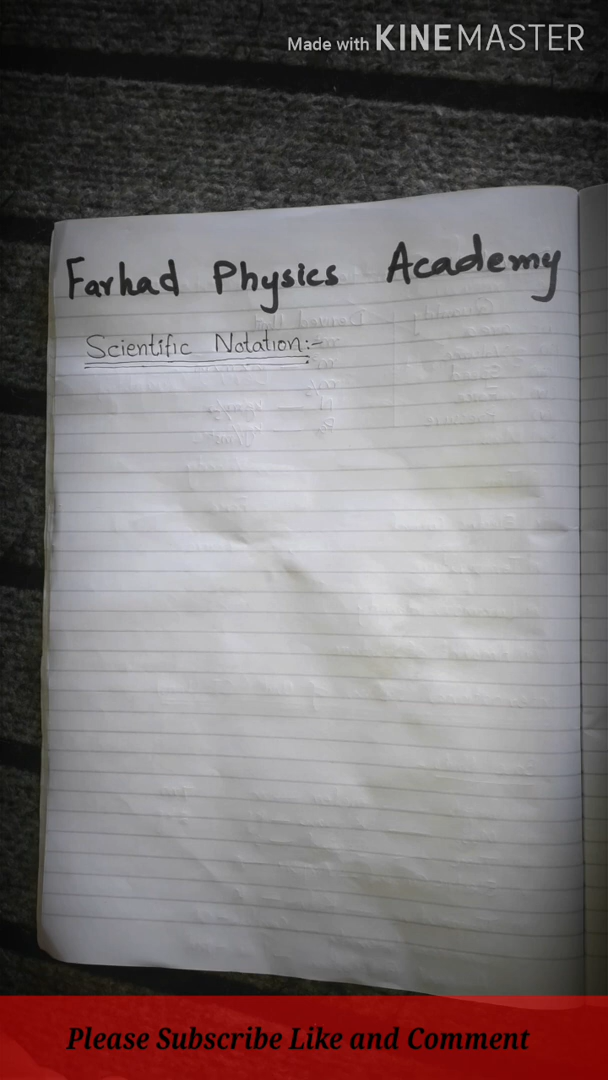 Made with KINEMASTER
Farhad Physics Academy
Scientific Notation:-
Please Subscribe Like and Comment